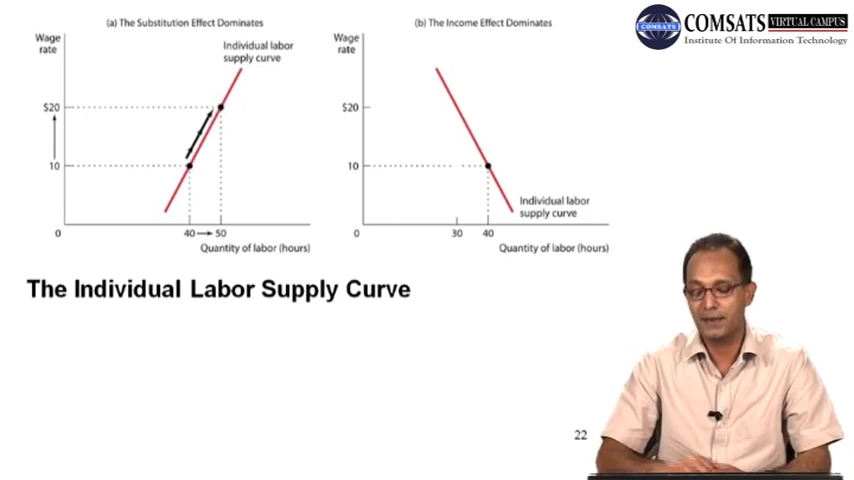 (a) The Substitution Effect Dominates
Wage
rate
Individual labor
supply curve
$20
10
0
40
50
Quantity of labor (hours)
(b) The Income Effect Dominates
Wage
rate
$20
10
Individual labor
supply curve
0
30
40
Quantity of labor (hours)
COMSATS VIRTUAL CAMPUS
Institute Of Information Technology
COMSATS
The Individual Labor Supply Curve
22